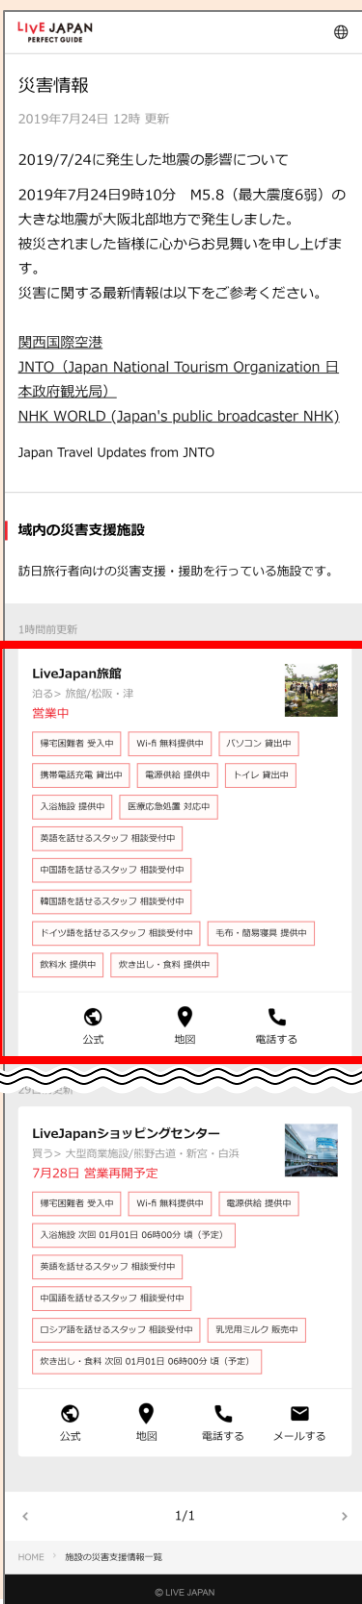 LIVE JAPAN
PERFECT GUIDE
災害情報
2019年7月24日 12時 更新
2019/7/24に発生した地震の影響について
2019年7月24日9時10分　M5.8（最大震度6弱）の
大きな地震が大阪北部地方で発生しました。
被災されました皆様に心からお見舞いを申し上げま
す。
災害に関する最新情報は以下をご参考ください。
関西国際空港
JNTO（Japan National Tourism Organization 日
本政府観光局）
NHK WORLD (Japan's public broadcaster NHK)
Japan Travel Updates from JNTO
域内の災害支援施設
訪日旅行者向けの災害支援・援助を行っている施設です。
1時間前更新
LiveJapan旅館
泊る> 旅館/松阪・津
営業中
帰宅困難者 受入中 Wi-fi 無料提供中 パソコン 貸出中
携帯電話充電 貸出中 電源供給 提供中 トイレ 貸出中
入浴施設 提供中 医療応急処置 対応中
英語を話せるスタッフ 相談受付中
中国語を話せるスタッフ 相談受付中
韓国語を話せるスタッフ 相談受付中
ドイツ語を話せるスタッフ 相談受付中 毛布・簡易寝具 提供中
飲料水 提供中 炊き出し・食料 提供中
公式 地図 電話する
LiveJapanショッピングセンター
買う> 大型商業施設/熊野古道・新宮・白浜
7月28日 営業再開予定
帰宅困難者 受入中 Wi-fi 無料提供中 電源供給 提供中
入浴施設 次回 01月01日 06時00分 頃（予定）
英語を話せるスタッフ 相談受付中
中国語を話せるスタッフ 相談受付中
ロシア語を話せるスタッフ 相談受付中 乳児用ミルク 販売中
炊き出し・食料 次回 01月01日 06時00分 頃（予定）
公式 地図 電話する メールする
< 1/1 >
HOME > 施設の災害支援情報一覧
© LIVE JAPAN